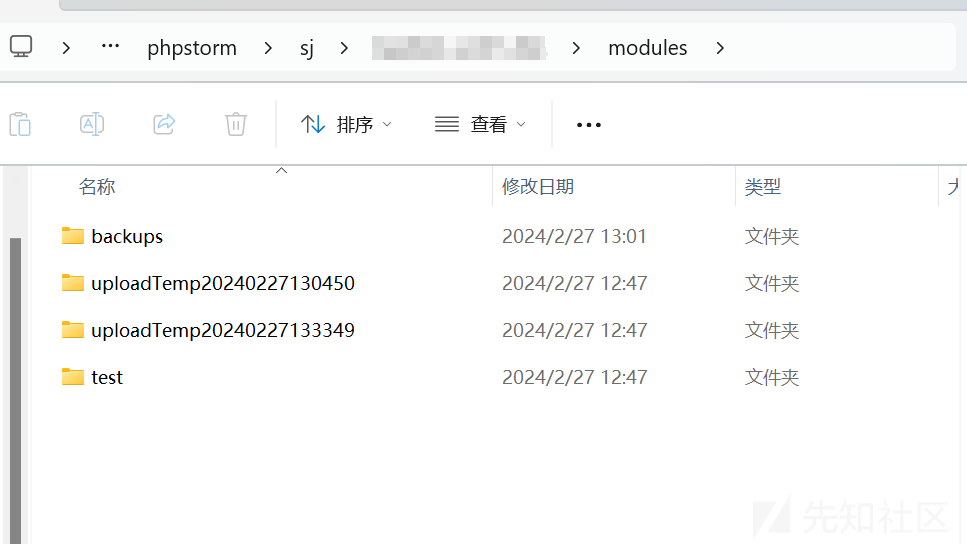 phpstorm sj modules
排序 查看
名称 修改日期 类型
backups 2024/2/27 13:01 文件夹
uploadTemp20240227130450 2024/2/27 12:47 文件夹
uploadTemp20240227133349 2024/2/27 12:47 文件夹
test 2024/2/27 12:47 文件夹
先知社区